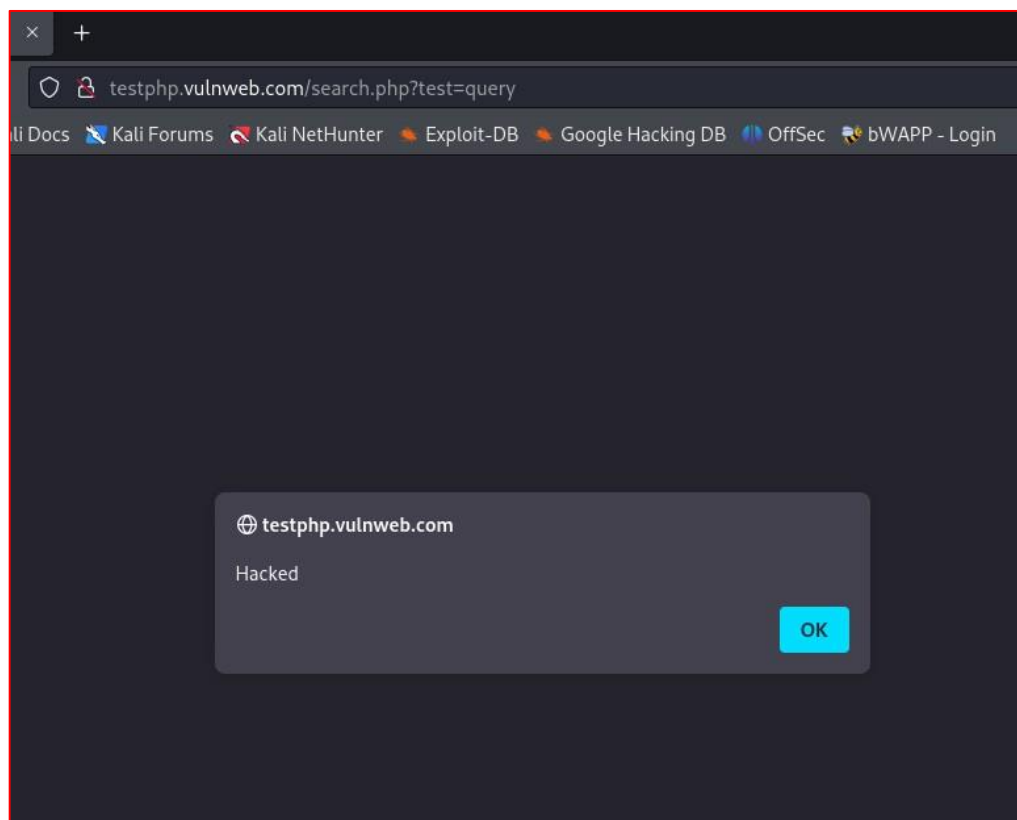 testphp.vulnweb.com/search.php?test=query
li Docs Kali Forums Kali NetHunter Exploit-DB Google Hacking DB OffSec bWAPP - Login
testphp.vulnweb.com
Hacked
OK